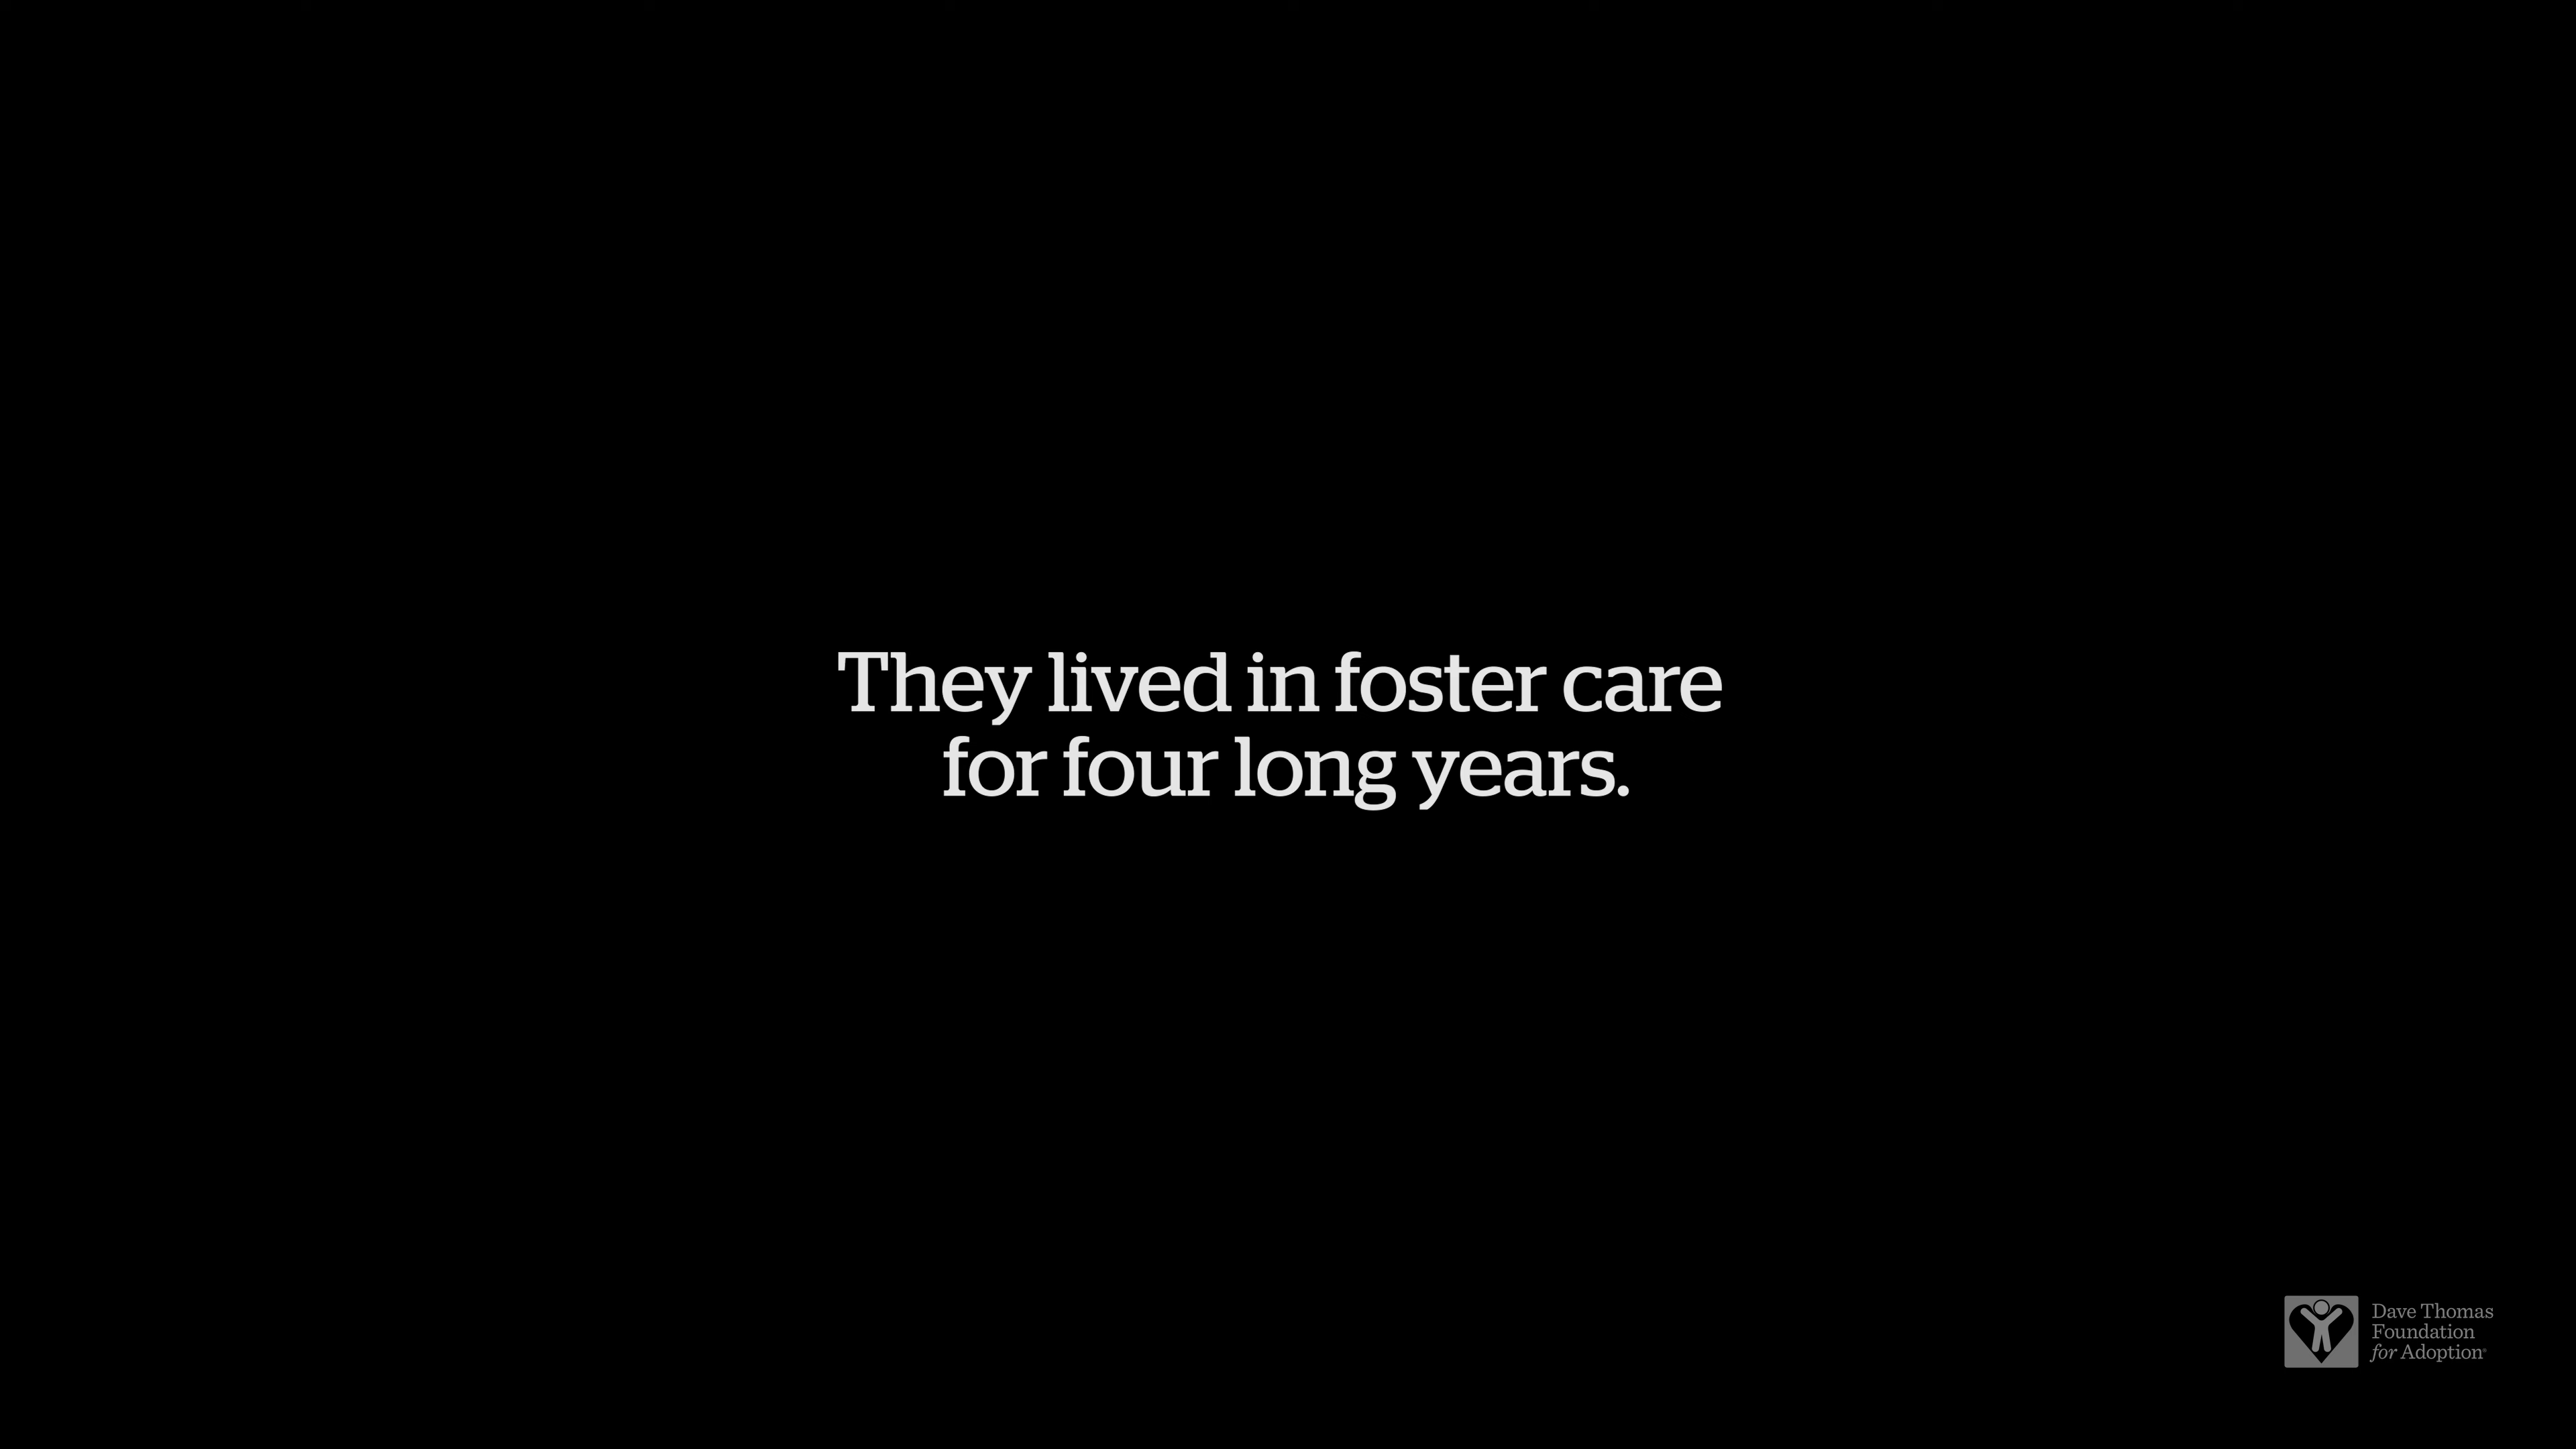 They lived in foster care
for four long years.
Dave Thomas
Foundation
for Adoption®